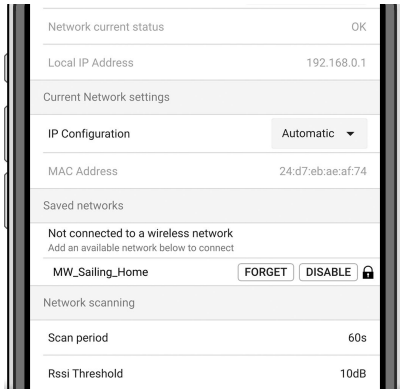 Network current status OK
Local IP Address 192.168.0.1
Current Network settings
IP Configuration Automatic
MAC Address 24:d7:eb:ae:af:74
Saved networks
Not connected to a wireless network
Add an available network below to connect
MW_Sailing_Home FORGET DISABLE
Network scanning
Scan period 60s
Rssi Threshold 10dB